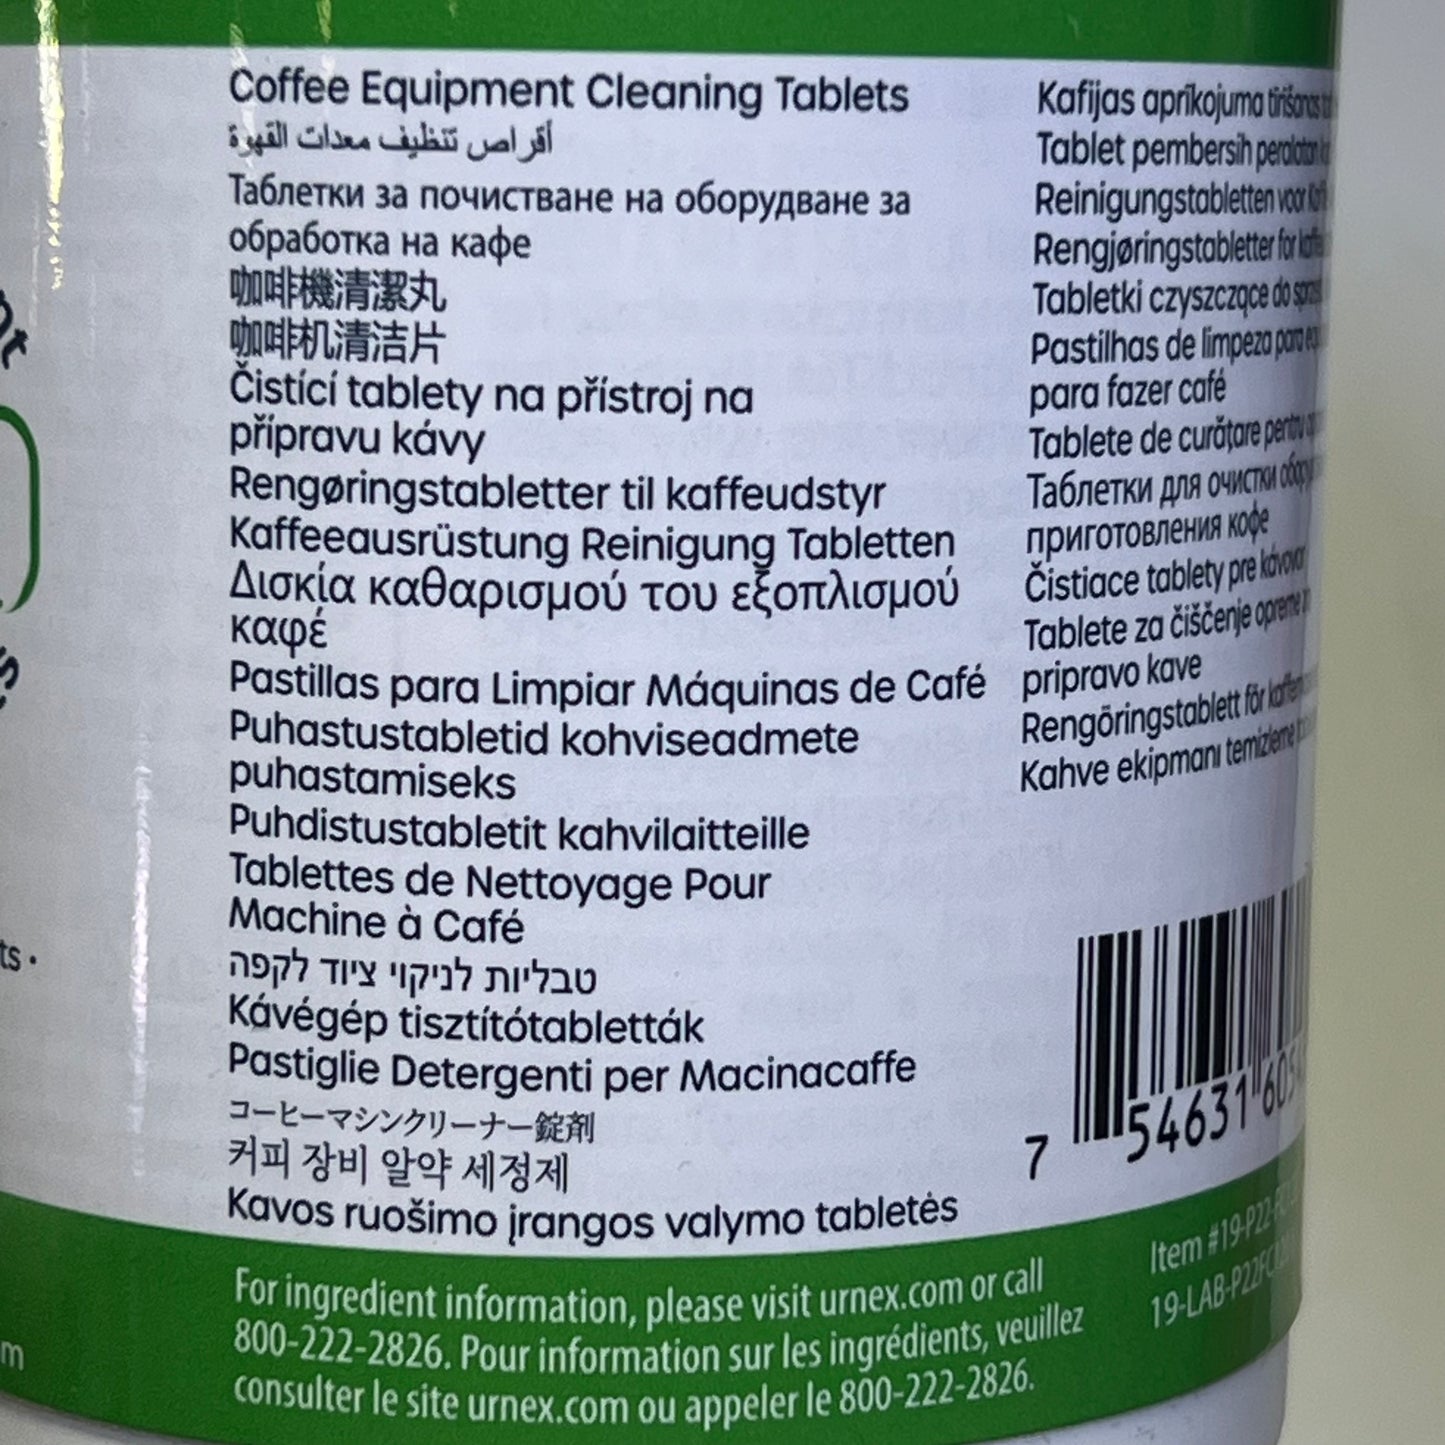 Coffee Equipment Cleaning Tablets
أقراص تنظيف معدات القهوة
Таблетки за почистване на оборудване за
обработка на кафе
咖啡機清潔丸
咖啡机清洁片
Čistící tablety na přístroj na
přípravu kávy
Rengøringstabletter til kaffeudstyr
Kaffeeausrüstung Reinigung Tabletten
Δισκία καθαρισμού του εξοπλισμού
καφέ
Pastillas para Limpiar Máquinas de Café
Puhastustabletid kohviseadmete
puhastamiseks
Puhdistustabletit kahvilaitteille
Tablettes de Nettoyage Pour
Machine à Café
טבליות לניקוי ציוד לקפה
Kávégép tisztítótabletták
Pastiglie Detergenti per Macinacaffe
コーヒーマシンクリーナー錠剤
커피 장비 알약 세정제
Kavos ruošimo įrangos valymo tabletės
Kafijas aprīkojuma tīrīšanas
Tablet pembersih peralatan
Reinigungstabletten voor
Rengjøringstabletter for
Tabletki czyszczące do
Pastilhas de limpeza para
para fazer café
Tablete de curățare pentru
Таблетки для очистки
приготовления кофе
Čistiace tablety pre
Tablete za čiščenje opreme
pripravo kave
Rengöringstablett för
Kahve ekipmanı temizleme
7 54631 605
For ingredient information, please visit urnex.com or call
800-222-2826. Pour information sur les ingrédients, veuillez
consulter le site urnex.com ou appeler le 800-222-2826.
Item #19-P22
19-LAB-P22FC